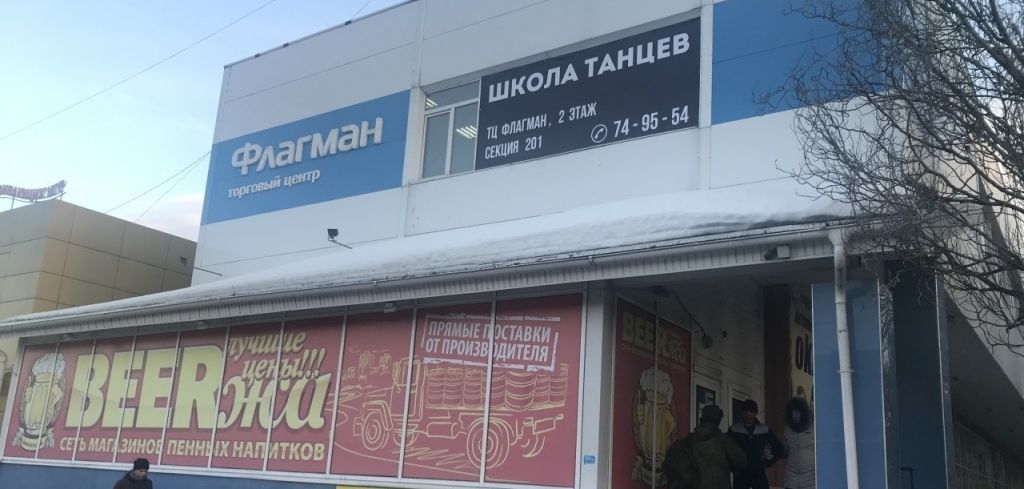 ШКОЛА ТАНЦЕВ
ТЦ ФЛАГМАН, 2 ЭТАЖ
СЕКЦИЯ 201
74-95-54
Флагман
торговый центр
лучшие
цены!!!
BEERжа
СЕТЬ МАГАЗИНОВ ПЕННЫХ НАПИТКОВ
ПРЯМЫЕ ПОСТАВКИ
ОТ ПРОИЗВОДИТЕЛЯ
BEER